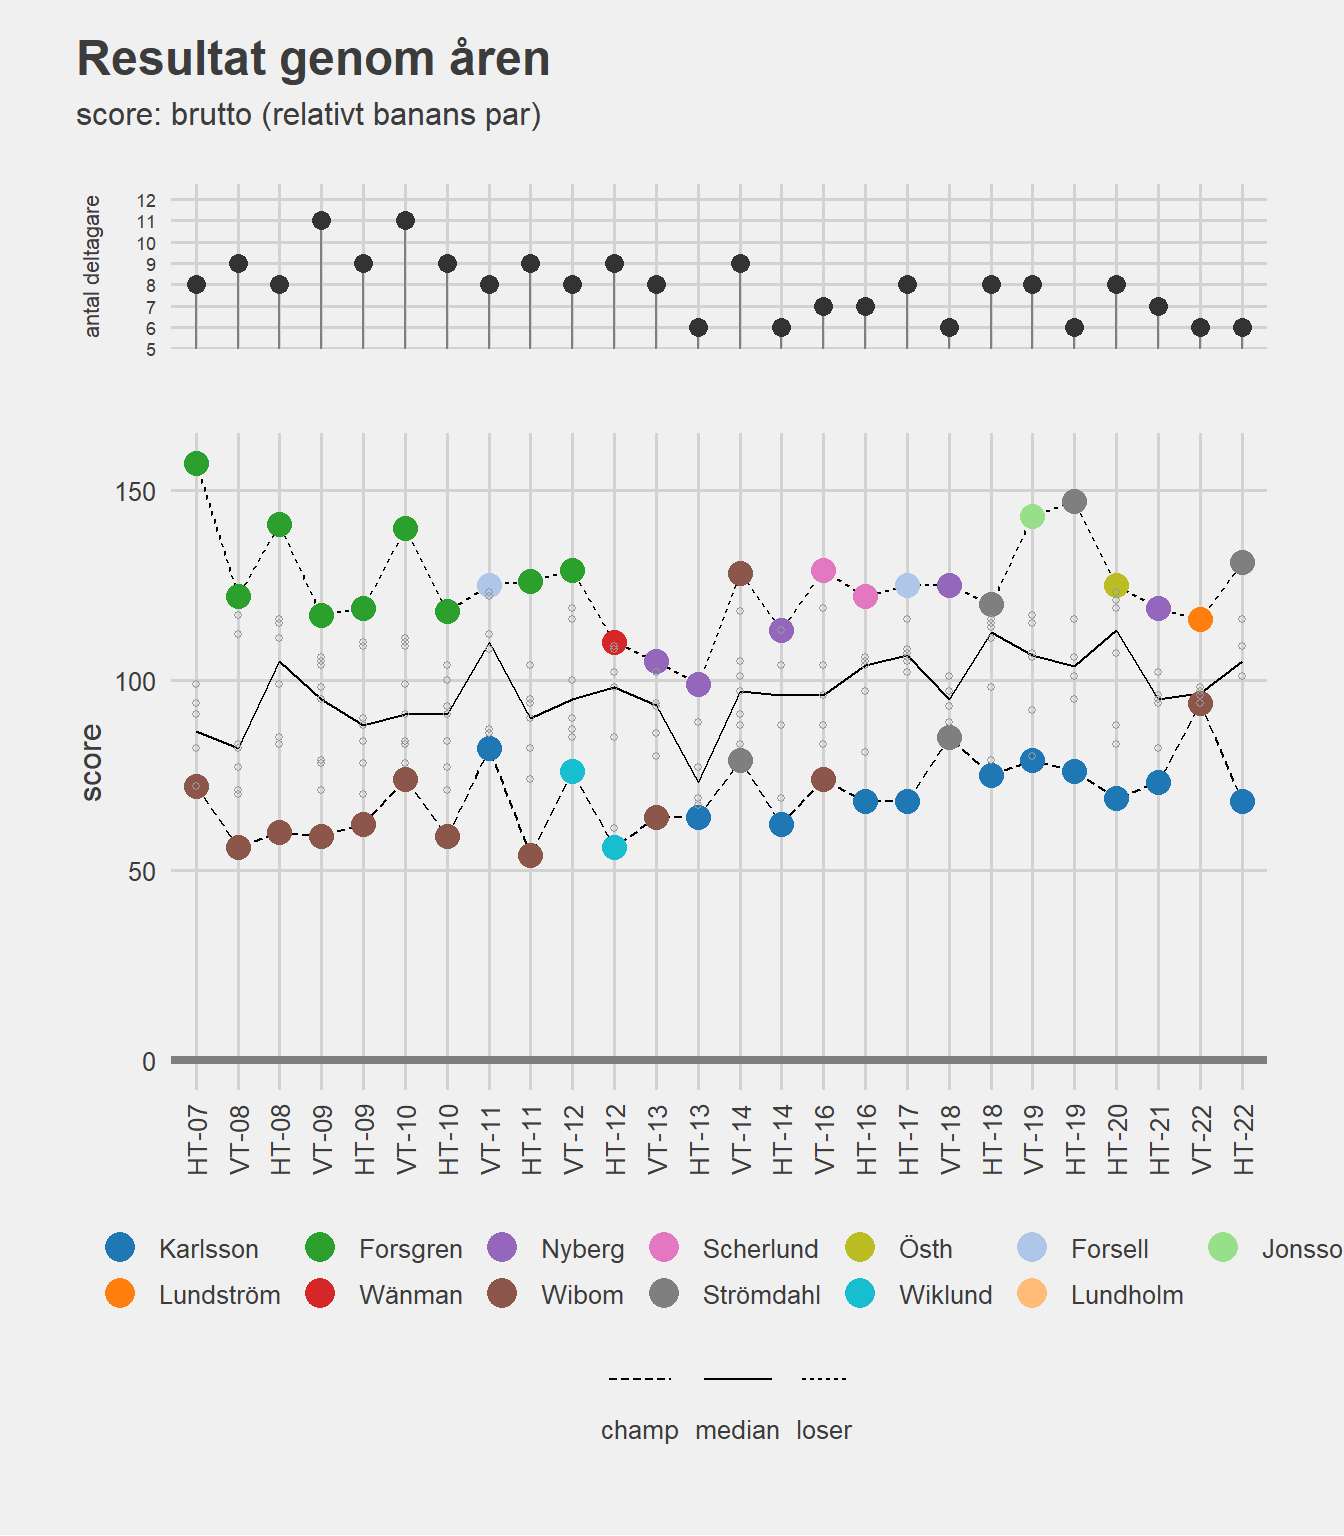 Resultat genom åren
score: brutto (relativt banans par)
antal deltagare
12
11
10
9
8
7
6
5
score
150
100
50
0
HT-07 VT-08 HT-08 VT-09 HT-09 VT-10 HT-10 VT-11 HT-11 VT-12 HT-12 VT-13 HT-13 VT-14 HT-14 VT-16 HT-16 HT-17 VT-18 HT-18 VT-19 HT-19 HT-20 HT-21 VT-22 HT-22
Karlsson Forsgren Nyberg Scherlund Östh Forsell Jonsso
Lundström Wänman Wibom Strömdahl Wiklund Lundholm
champ median loser